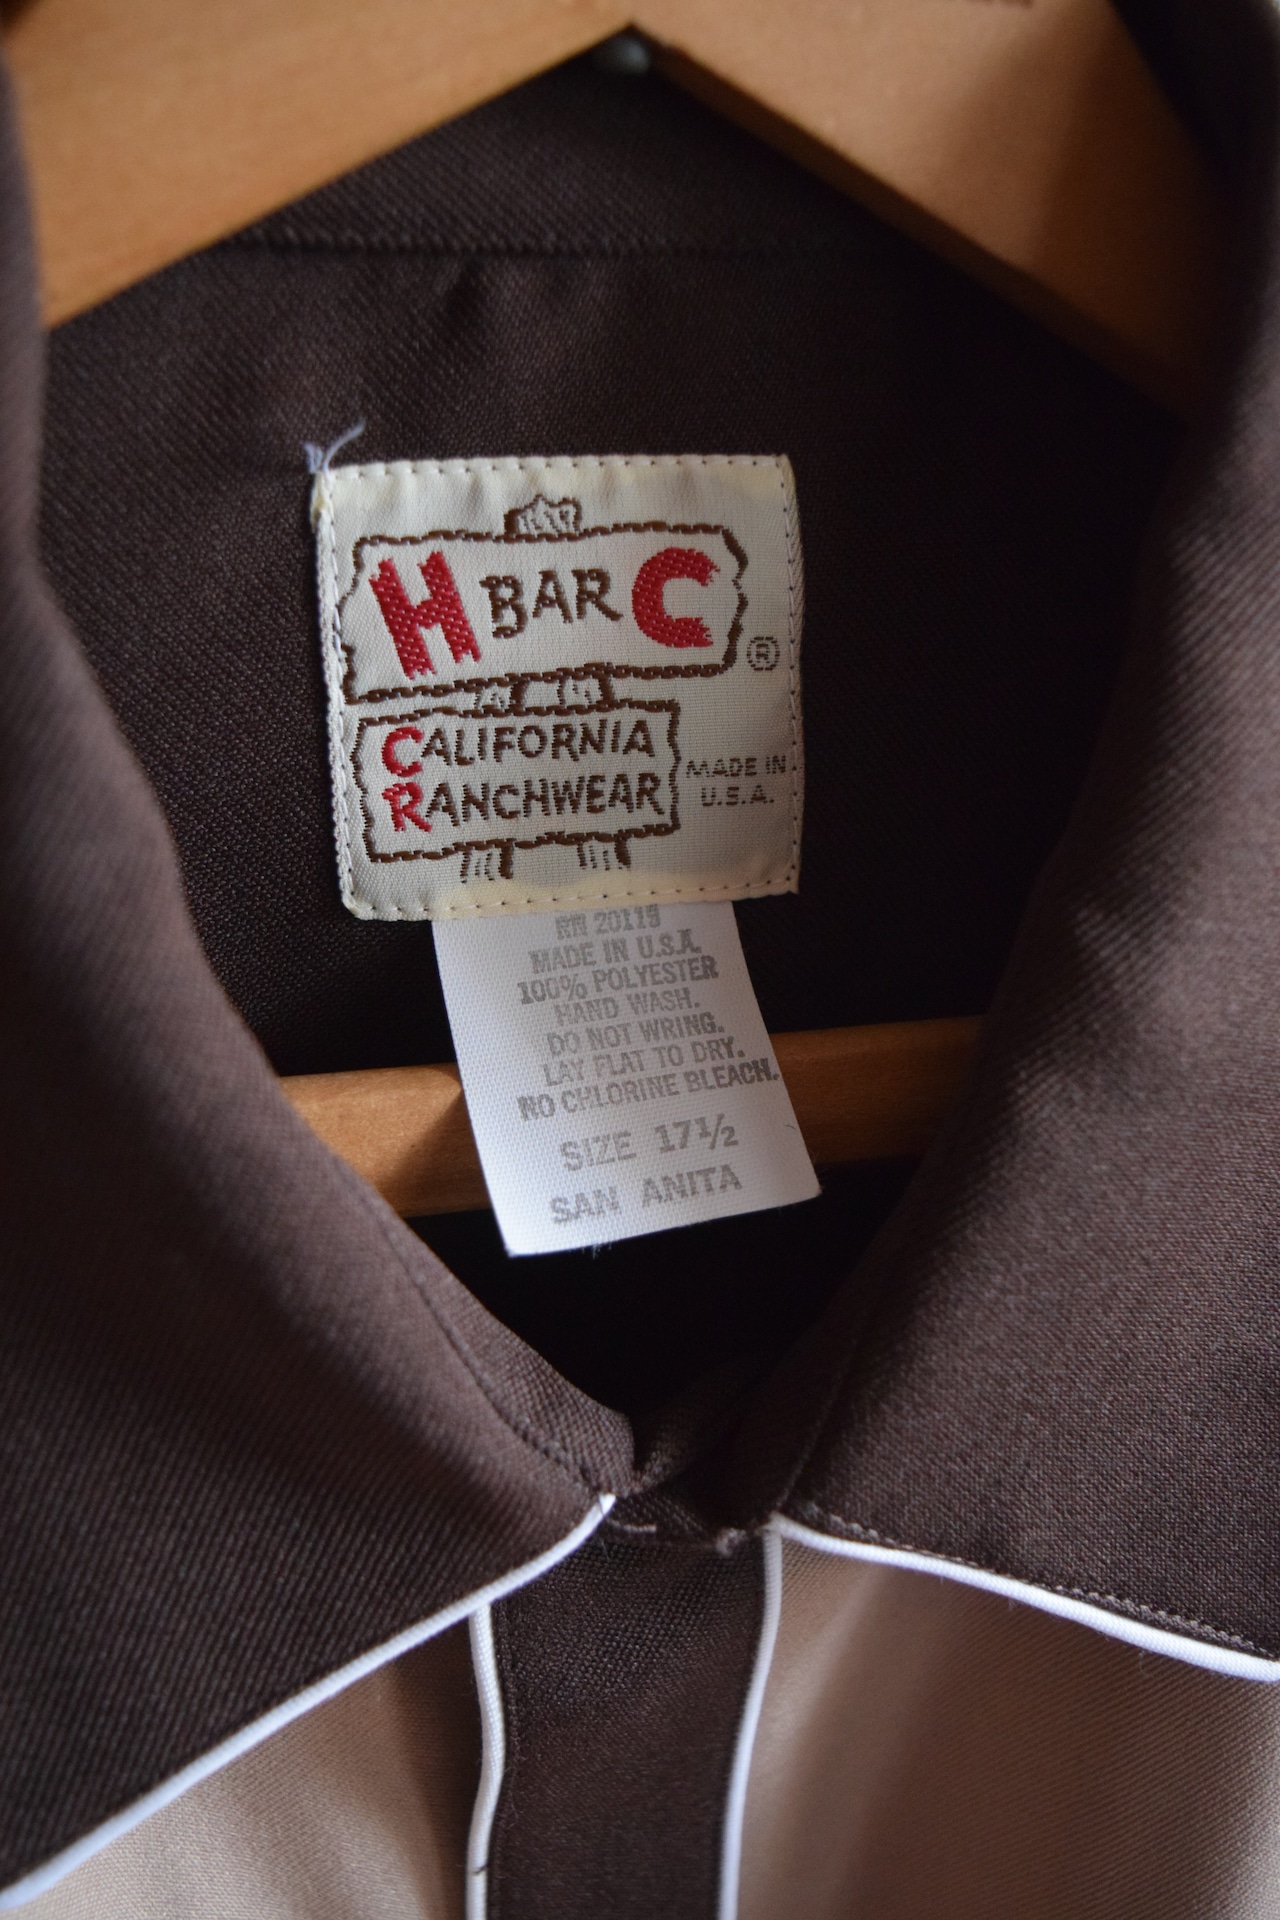 H BAR C
®
CALIFORNIA
RANCHWEAR
MADE IN
U.S.A.
RN 20119
MADE IN U.S.A.
100% POLYESTER
HAND WASH.
DO NOT WRING.
LAY FLAT TO DRY.
NO CHLORINE BLEACH.
SIZE 17½
SAN ANITA